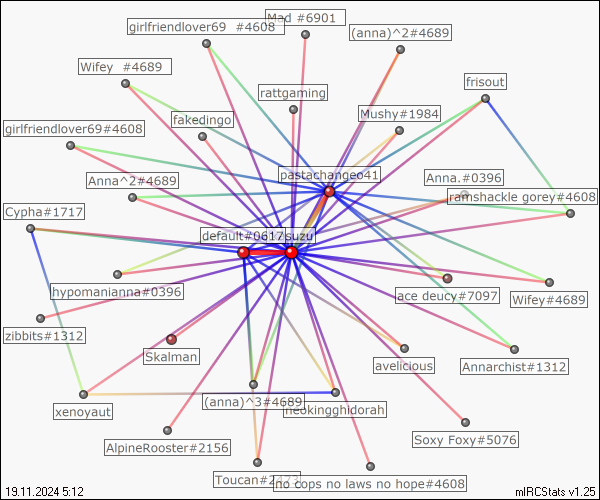 Mad #6901
girlfriendlover69 #4608
(anna)^2#4689
Wifey #4689
frisout
rattgaming
Mushy#1984
fakedingo
girlfriendlover69#4608
pastachangeo41
Anna^2#4689
Anna.#0396
ramshackle gorey#4608
Cypha#1717
default#0617
suzu
hypomanianna#0396
ace deucy#7097
Wifey#4689
zibbits#1312
Skalman
avelicious
Annarchist#1312
(anna)^3#4689
neokingghidorah
xenoyaut
Soxy Foxy#5076
AlpineRooster#2156
Toucan
no cops no laws no hope#4608
19.11.2024 5:12
mIRCStats v1.25